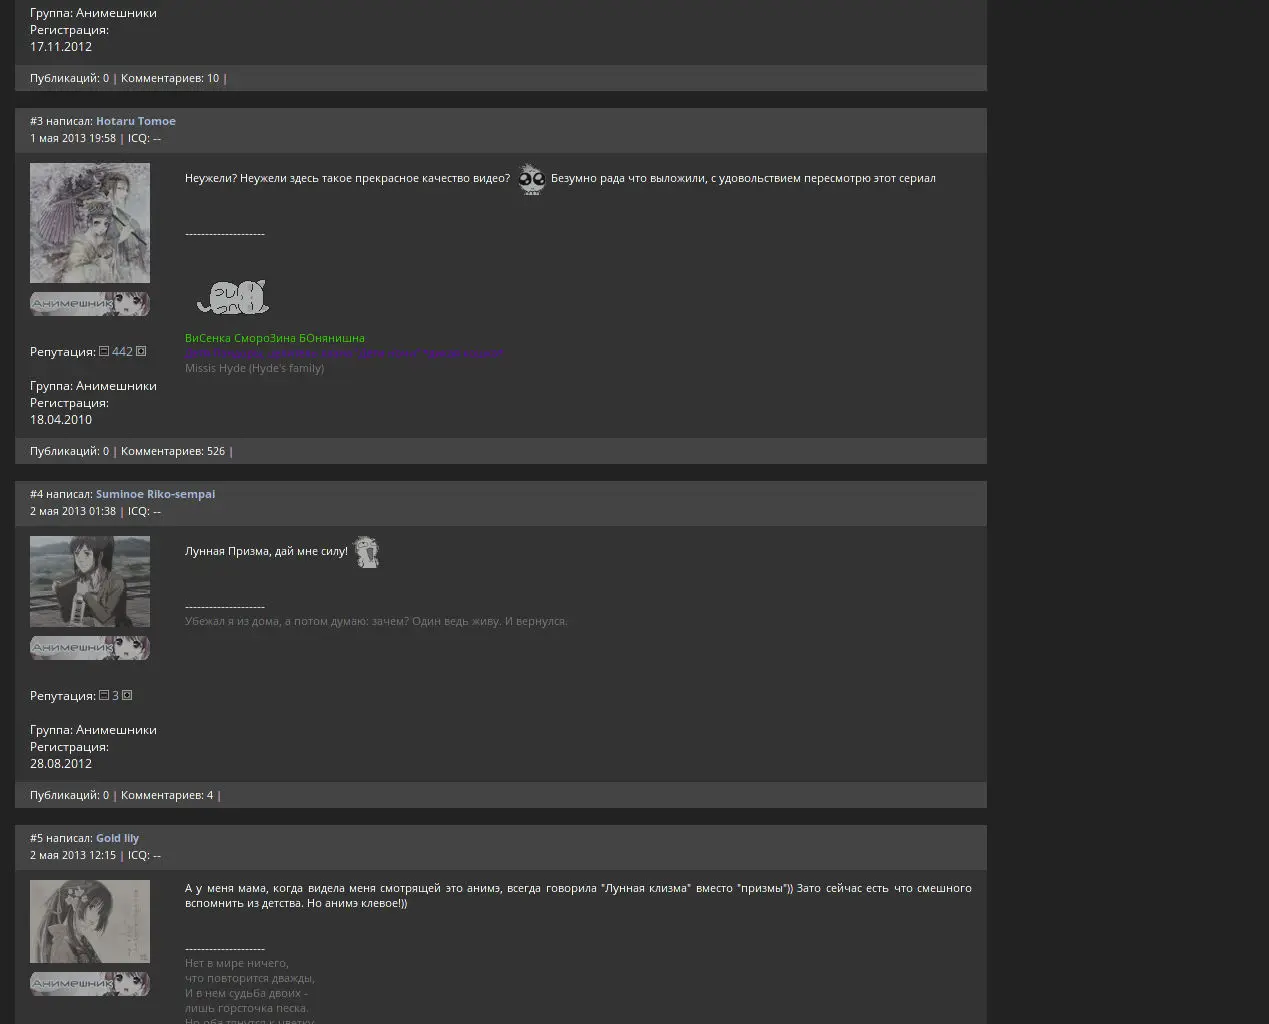 Группа: Анимешники
Регистрация:
17.11.2012
Публикаций: 0 | Комментариев: 10 |
#3 написал: Hotaru Tomoe
1 мая 2013 19:58 | ICQ: --
Неужели? Неужели здесь такое прекрасное качество видео? Безумно рада что выложили, с удовольствием пересмотрю этот сериал
--------------------
Анимешник
ВиСенка СмороЗина БОнянишна
Репутация: 442
Missis Hyde (Hyde's family)
Группа: Анимешники
Регистрация:
18.04.2010
Публикаций: 0 | Комментариев: 526 |
#4 написал: Suminoe Riko-sempai
2 мая 2013 01:38 | ICQ: --
Лунная Призма, дай мне силу!
--------------------
Убежал я из дома, а потом думаю: зачем? Один ведь живу. И вернулся.
Анимешник
Репутация: 3
Группа: Анимешники
Регистрация:
28.08.2012
Публикаций: 0 | Комментариев: 4 |
#5 написал: Gold lily
2 мая 2013 12:15 | ICQ: --
А у меня мама, когда видела меня смотрящей это анимэ, всегда говорила "Лунная клизма" вместо "призмы")) Зато сейчас есть что смешного
вспомнить из детства. Но анимэ клевое!))
--------------------
Нет в мире ничего,
что повторится дважды,
Анимешник
И в нем судьба двоих -
лишь горсточка песка.
Но оба тянутся к цветку